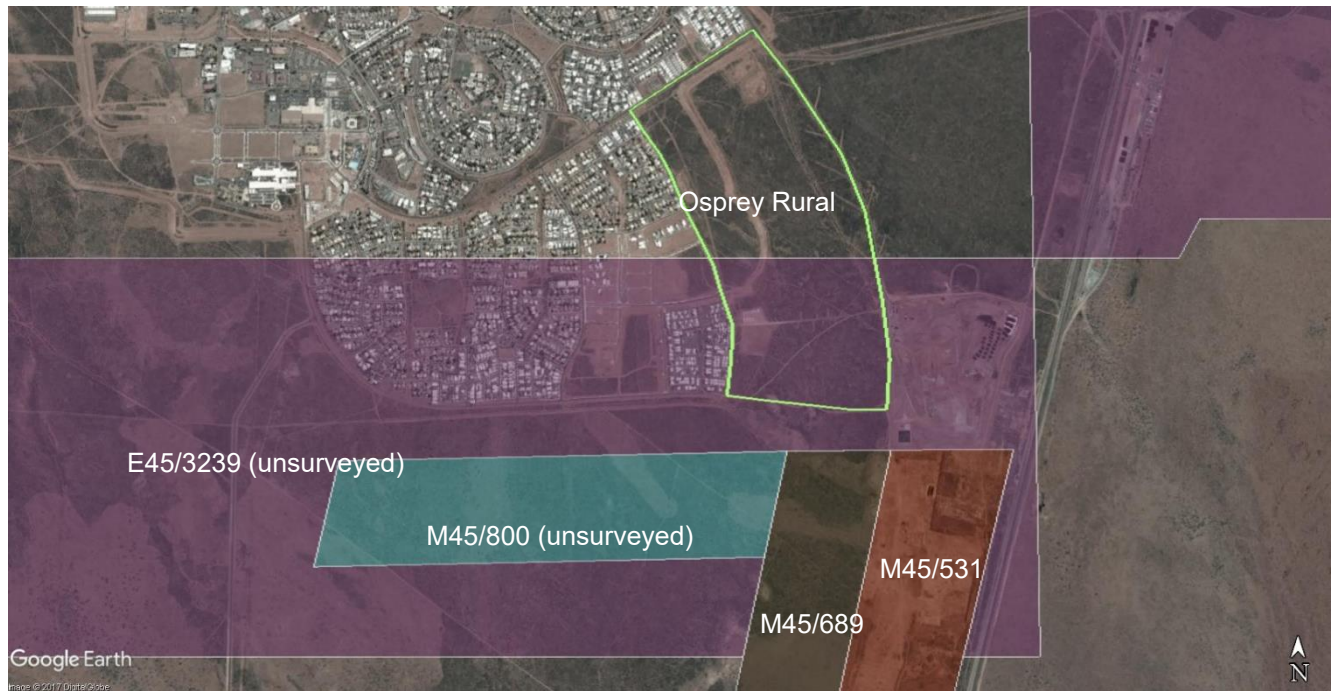 Osprey Rural
E45/3239 (unsurveyed)
M45/800 (unsurveyed)
M45/531
M45/689
Google Earth
Image © 2017 DigitalGlobe
N